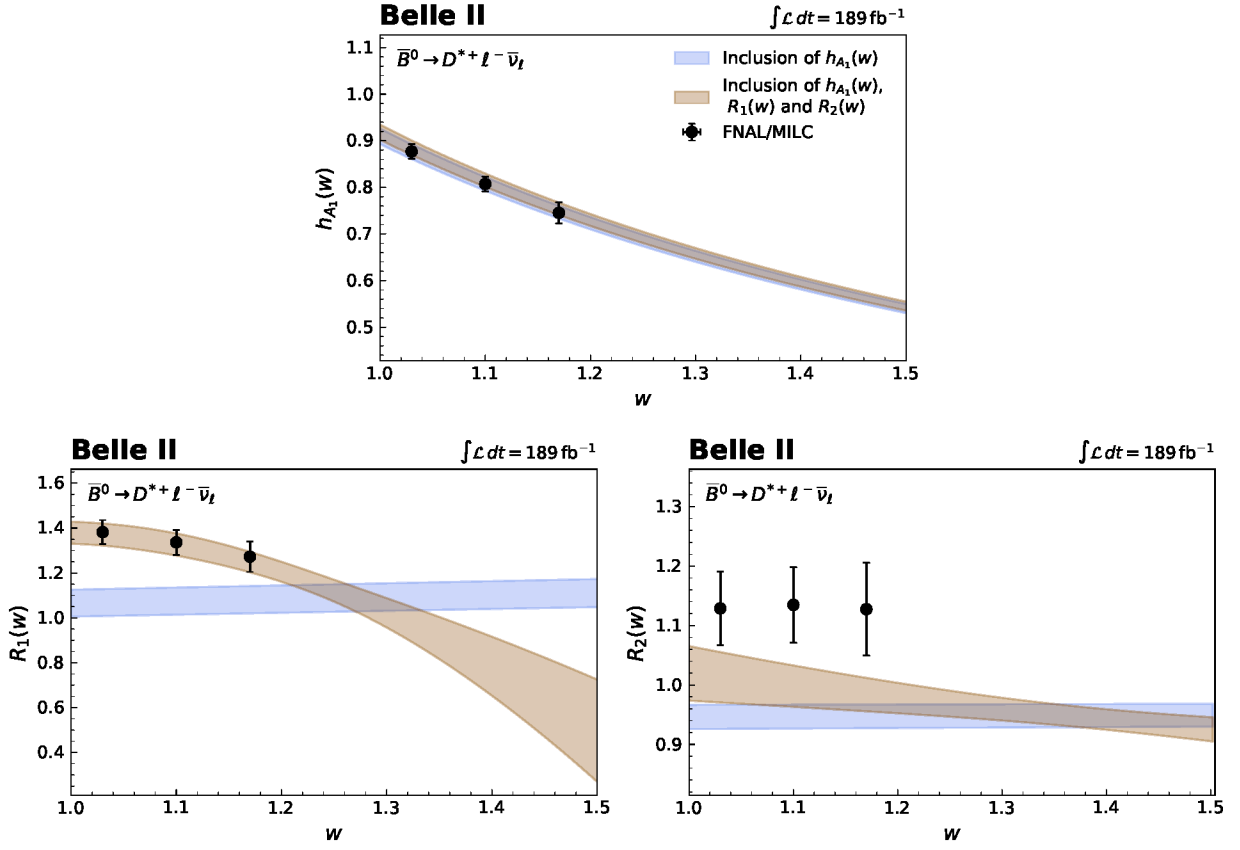 Belle II
∫ℒ dt = 189 fb⁻¹
B̅⁰ → D*⁺ ℓ⁻ ν̅ℓ
Inclusion of hA₁(w)
Inclusion of hA₁(w),
R₁(w) and R₂(w)
FNAL/MILC
hA₁(w)
1.1
1.0
0.9
0.8
0.7
0.6
0.5
1.0 1.1 1.2 1.3 1.4 1.5
w
Belle II
∫ℒ dt = 189 fb⁻¹
B̅⁰ → D*⁺ ℓ⁻ ν̅ℓ
R₁(w)
1.6
1.4
1.2
1.0
0.8
0.6
0.4
1.0 1.1 1.2 1.3 1.4 1.5
w
Belle II
∫ℒ dt = 189 fb⁻¹
B̅⁰ → D*⁺ ℓ⁻ ν̅ℓ
R₂(w)
1.3
1.2
1.1
1.0
0.9
1.0 1.1 1.2 1.3 1.4 1.5
w